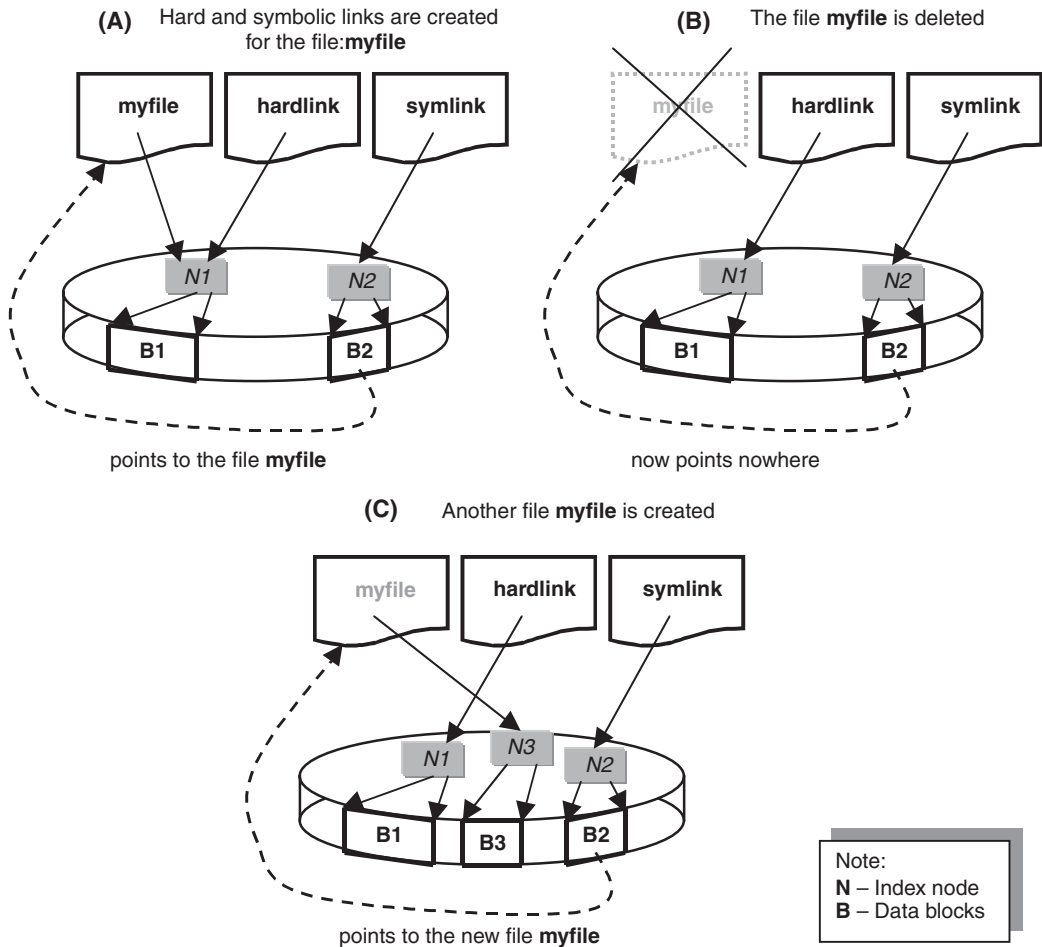 (A) Hard and symbolic links are created
for the file:myfile
myfile
hardlink
symlink
N1
N2
B1
B2
points to the file myfile
(B) The file myfile is deleted
myfile
hardlink
symlink
N1
N2
B1
B2
now points nowhere
(C) Another file myfile is created
myfile
hardlink
symlink
N1
N3
N2
B1
B3
B2
points to the new file myfile
Note:
N – Index node
B – Data blocks